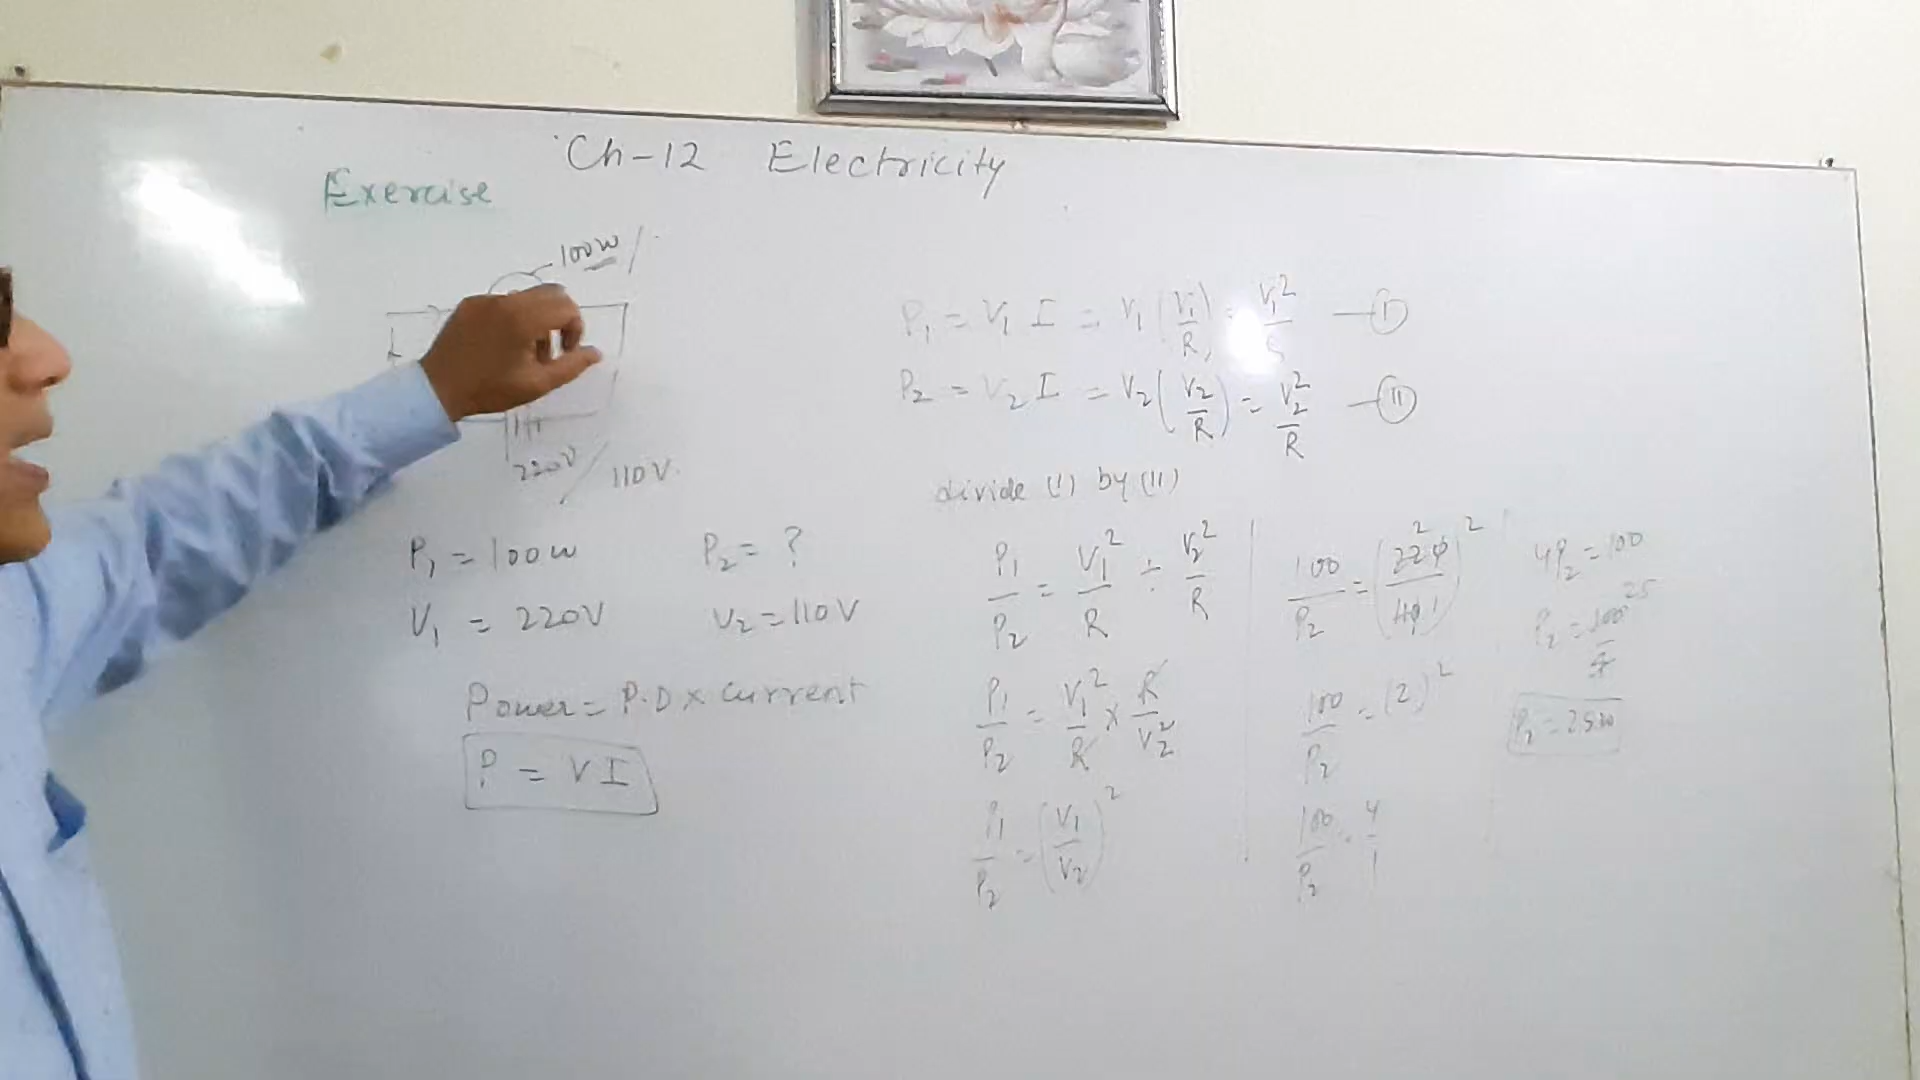 Ch-12 Electricity
Exercise
100w
220V / 110V.
P₁ = 100w P₂ = ?
V₁ = 220V V₂ = 110V
Power = P.D × current
P = VI
P₁ = V₁ I = V₁ (V₁/R) = V₁²/ — (I)
P₂ = V₂ I = V₂ (V₂/R) = V₂²/R — (II)
divide (I) by (II)
P₁/P₂ = V₁²/R ÷ V₂²/R
P₁/P₂ = V₁²/R × R/V₂²
P₁/P₂ = (V₁/V₂)²
100/P₂ = (220/110)²
100/P₂ = (2)²
100/P₂ = 4/1
4P₂ = 100
P₂ = 100/4 25
P₂ = 25w